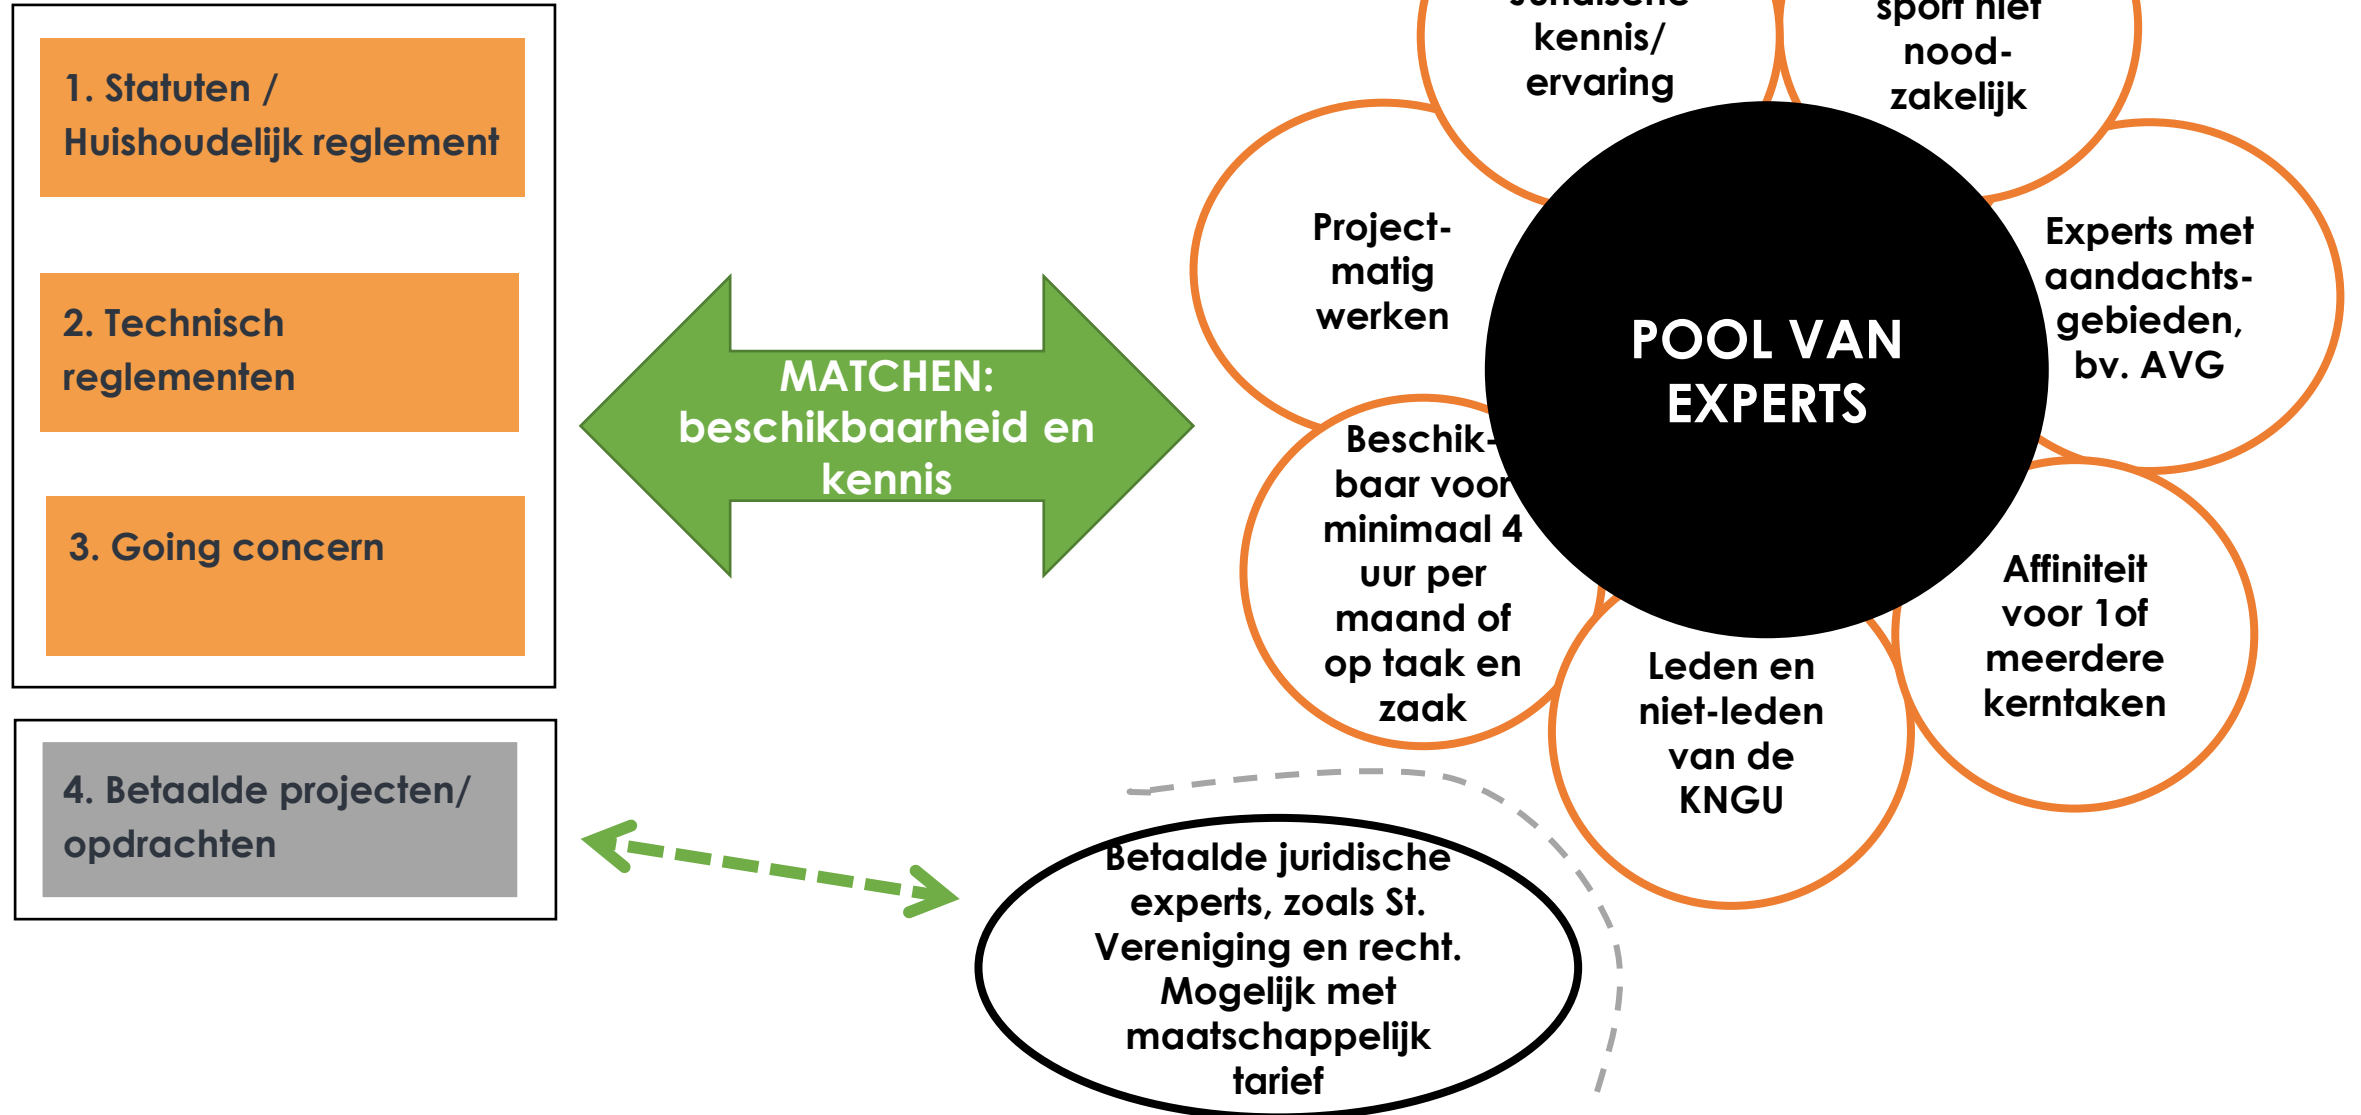 1. Statuten /
Huishoudelijk reglement
2. Technisch
reglementen
3. Going concern
4. Betaalde projecten/
opdrachten
MATCHEN:
beschikbaarheid en
kennis
kennis/
ervaring
sport niet
nood-
zakelijk
Project-
matig
werken
Experts met
aandachts-
gebieden,
bv. AVG
POOL VAN
EXPERTS
Beschik-
baar voor
minimaal 4
uur per
maand of
op taak en
zaak
Affiniteit
voor 1of
meerdere
kerntaken
Leden en
niet-leden
van de
KNGU
Betaalde juridische
experts, zoals St.
Vereniging en recht.
Mogelijk met
maatschappelijk
tarief